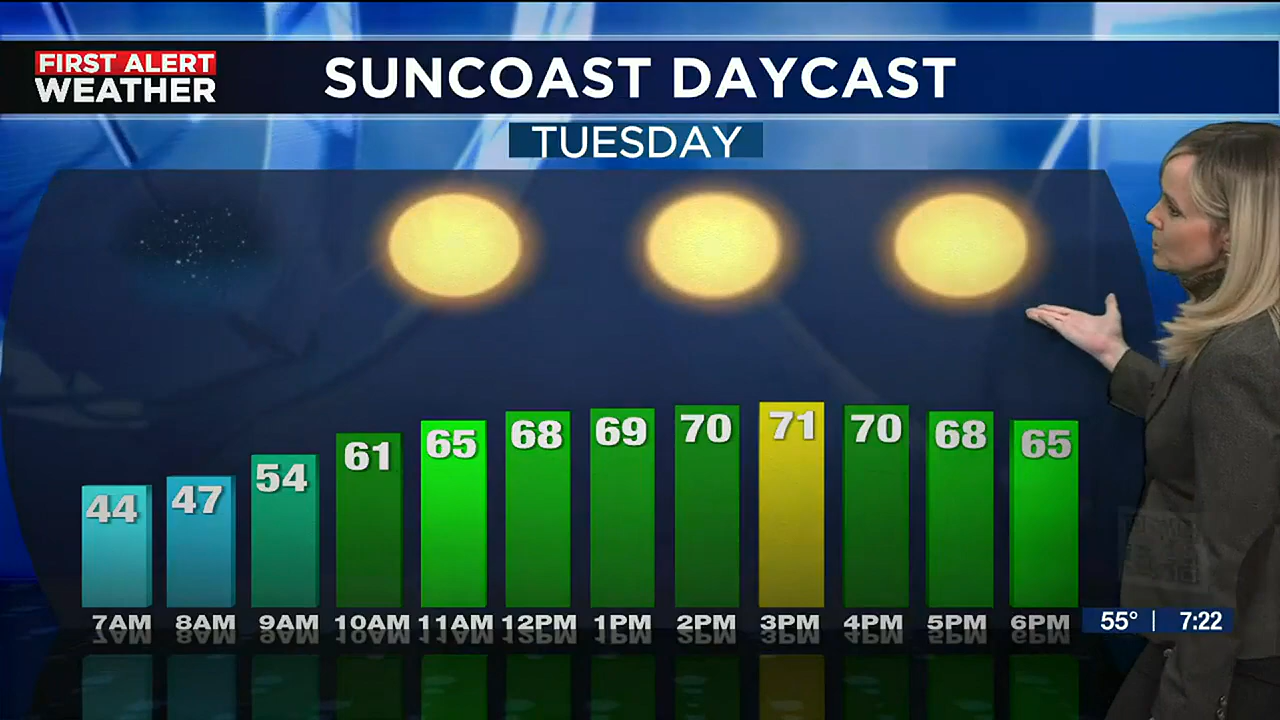 FIRST ALERT
WEATHER
SUNCOAST DAYCAST
TUESDAY
44 47 54 61 65 68 69 70 71 70 68 65
7AM 8AM 9AM 10AM 11AM 12PM 1PM 2PM 3PM 4PM 5PM 6PM
55° | 7:22